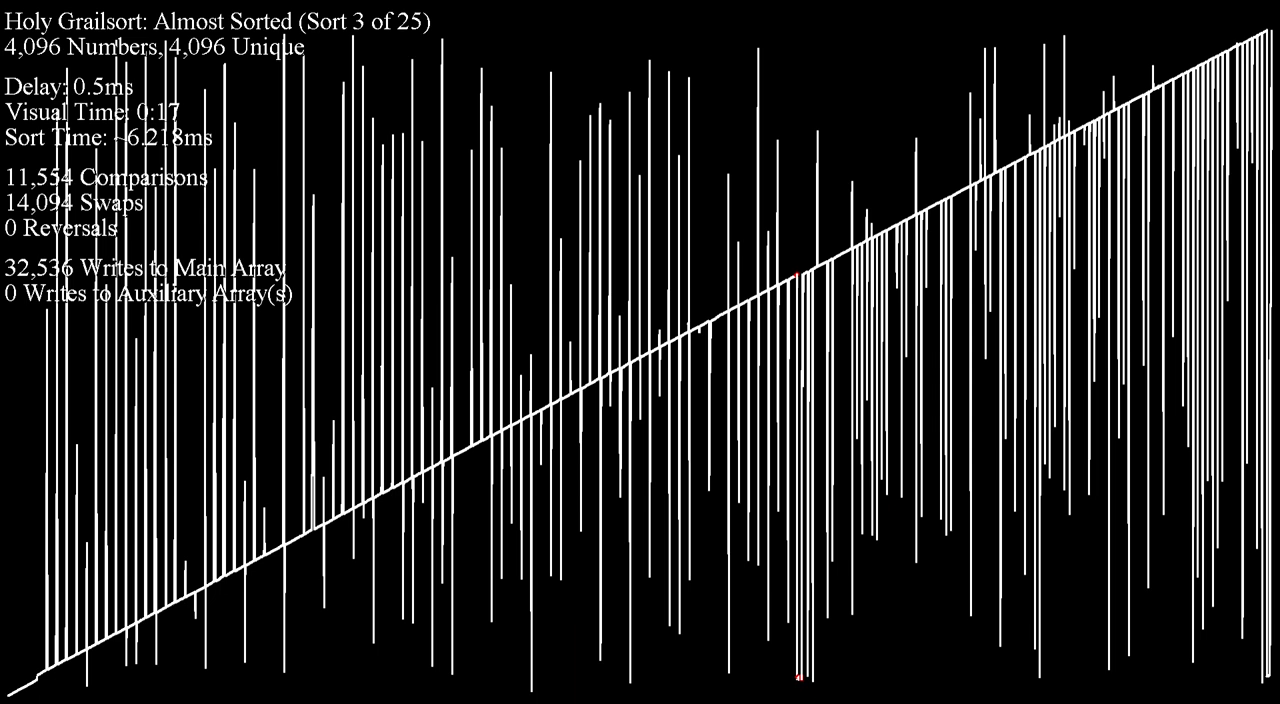 Holy Grailsort: Almost Sorted (Sort 3 of 25)
4,096 Numbers, 4,096 Unique
Delay: 0.5ms
Visual Time: 0:17
Sort Time: ~6.218ms
11,554 Comparisons
14,094 Swaps
0 Reversals
32,536 Writes to Main Array
0 Writes to Auxiliary Array(s)